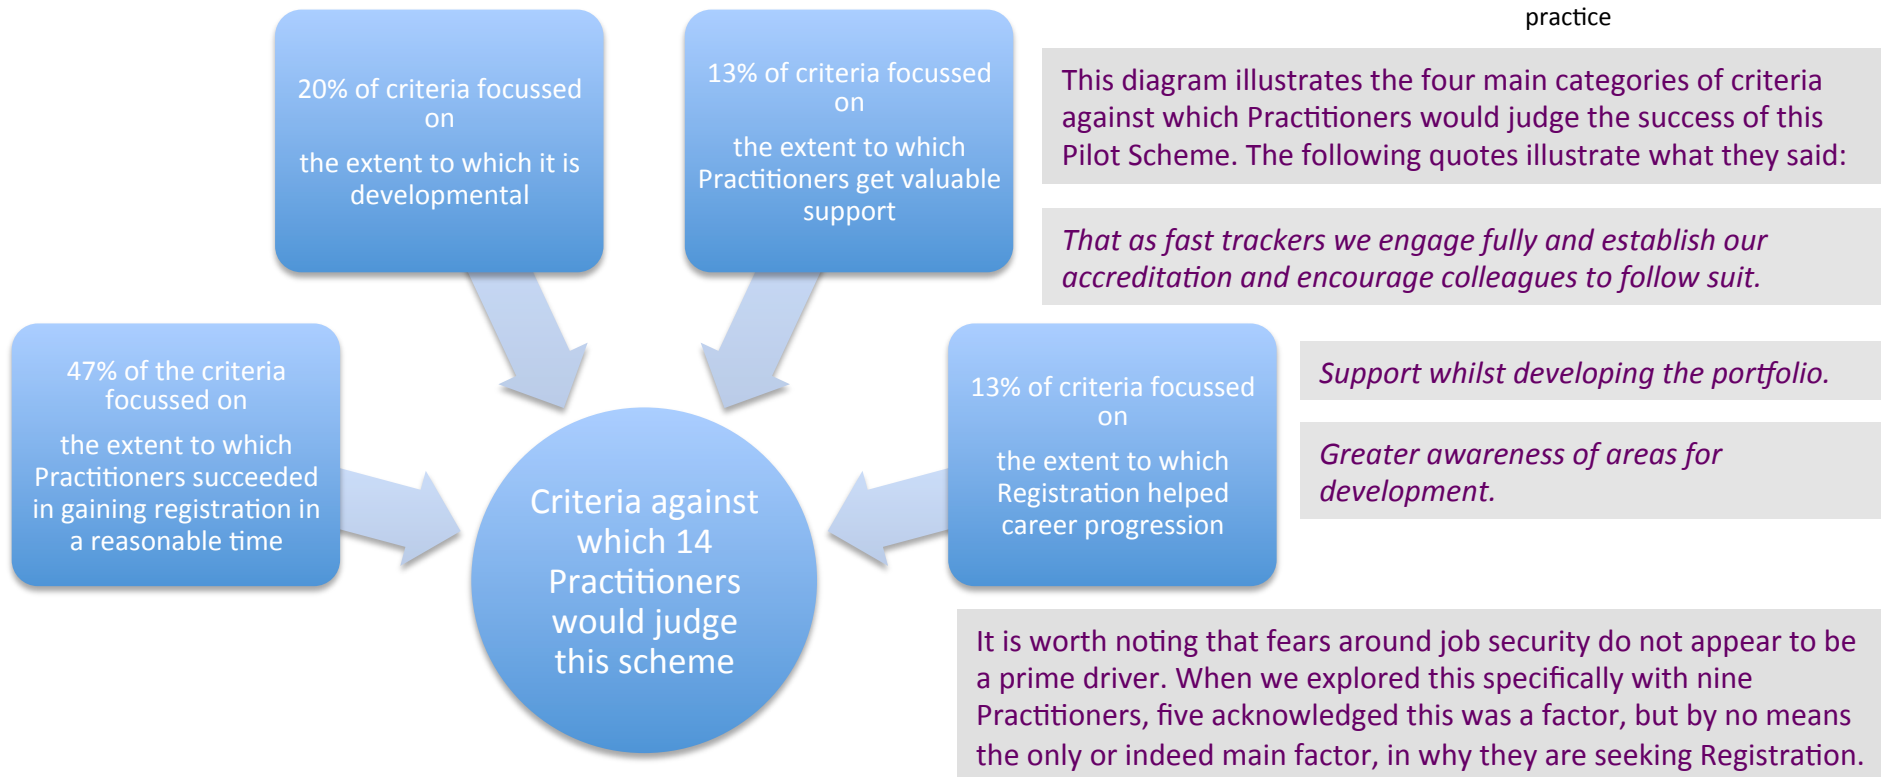 practice
20% of criteria focussed
on
the extent to which it is
developmental
13% of criteria focussed
on
the extent to which
Practitioners get valuable
support
This diagram illustrates the four main categories of criteria
against which Practitioners would judge the success of this
Pilot Scheme. The following quotes illustrate what they said:
That as fast trackers we engage fully and establish our
accreditation and encourage colleagues to follow suit.
47% of the criteria
focussed on
the extent to which
Practitioners succeeded
in gaining registration in
a reasonable time
Criteria against
which 14
Practitioners
would judge
this scheme
13% of criteria focussed
on
the extent to which
Registration helped
career progression
Support whilst developing the portfolio.
Greater awareness of areas for
development.
It is worth noting that fears around job security do not appear to be
a prime driver. When we explored this specifically with nine
Practitioners, five acknowledged this was a factor, but by no means
the only or indeed main factor, in why they are seeking Registration.